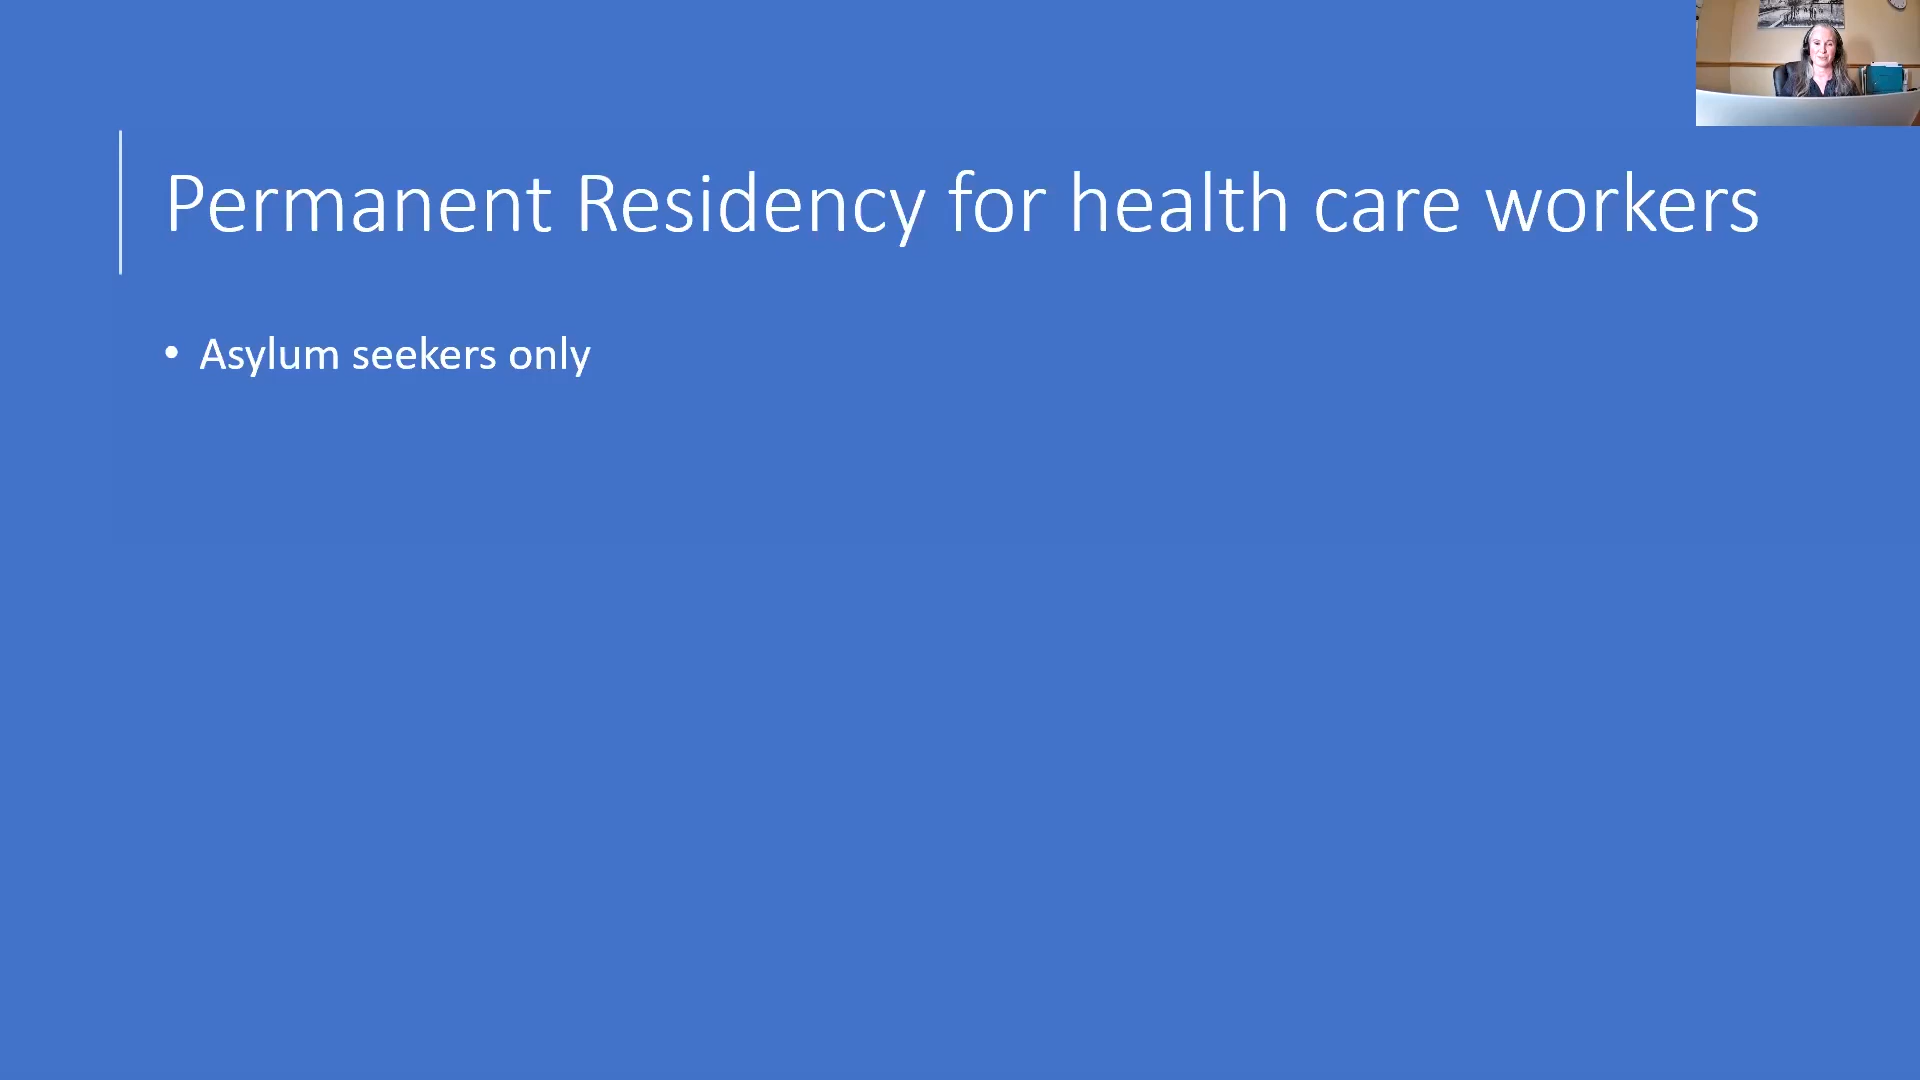 Permanent Residency for health care workers
• Asylum seekers only